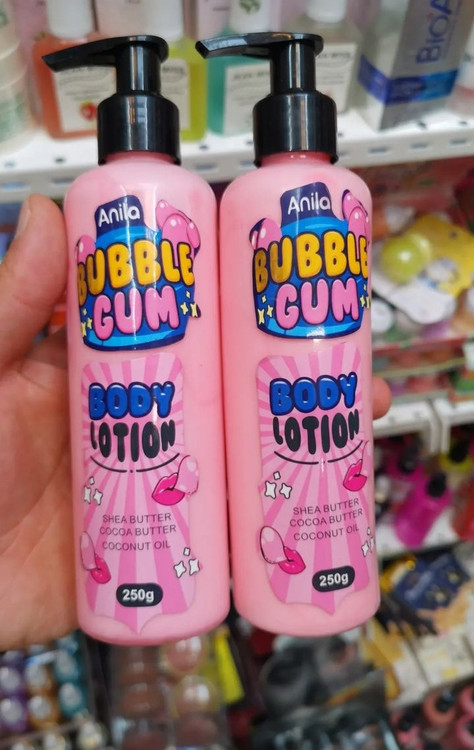 Anila
BUBBLE
GUM
BODY
LOTION
SHEA BUTTER
COCOA BUTTER
COCONUT OIL
250g
Anila
BUBBLE
GUM
BODY
LOTION
SHEA BUTTER
COCOA BUTTER
COCONUT OIL
250g